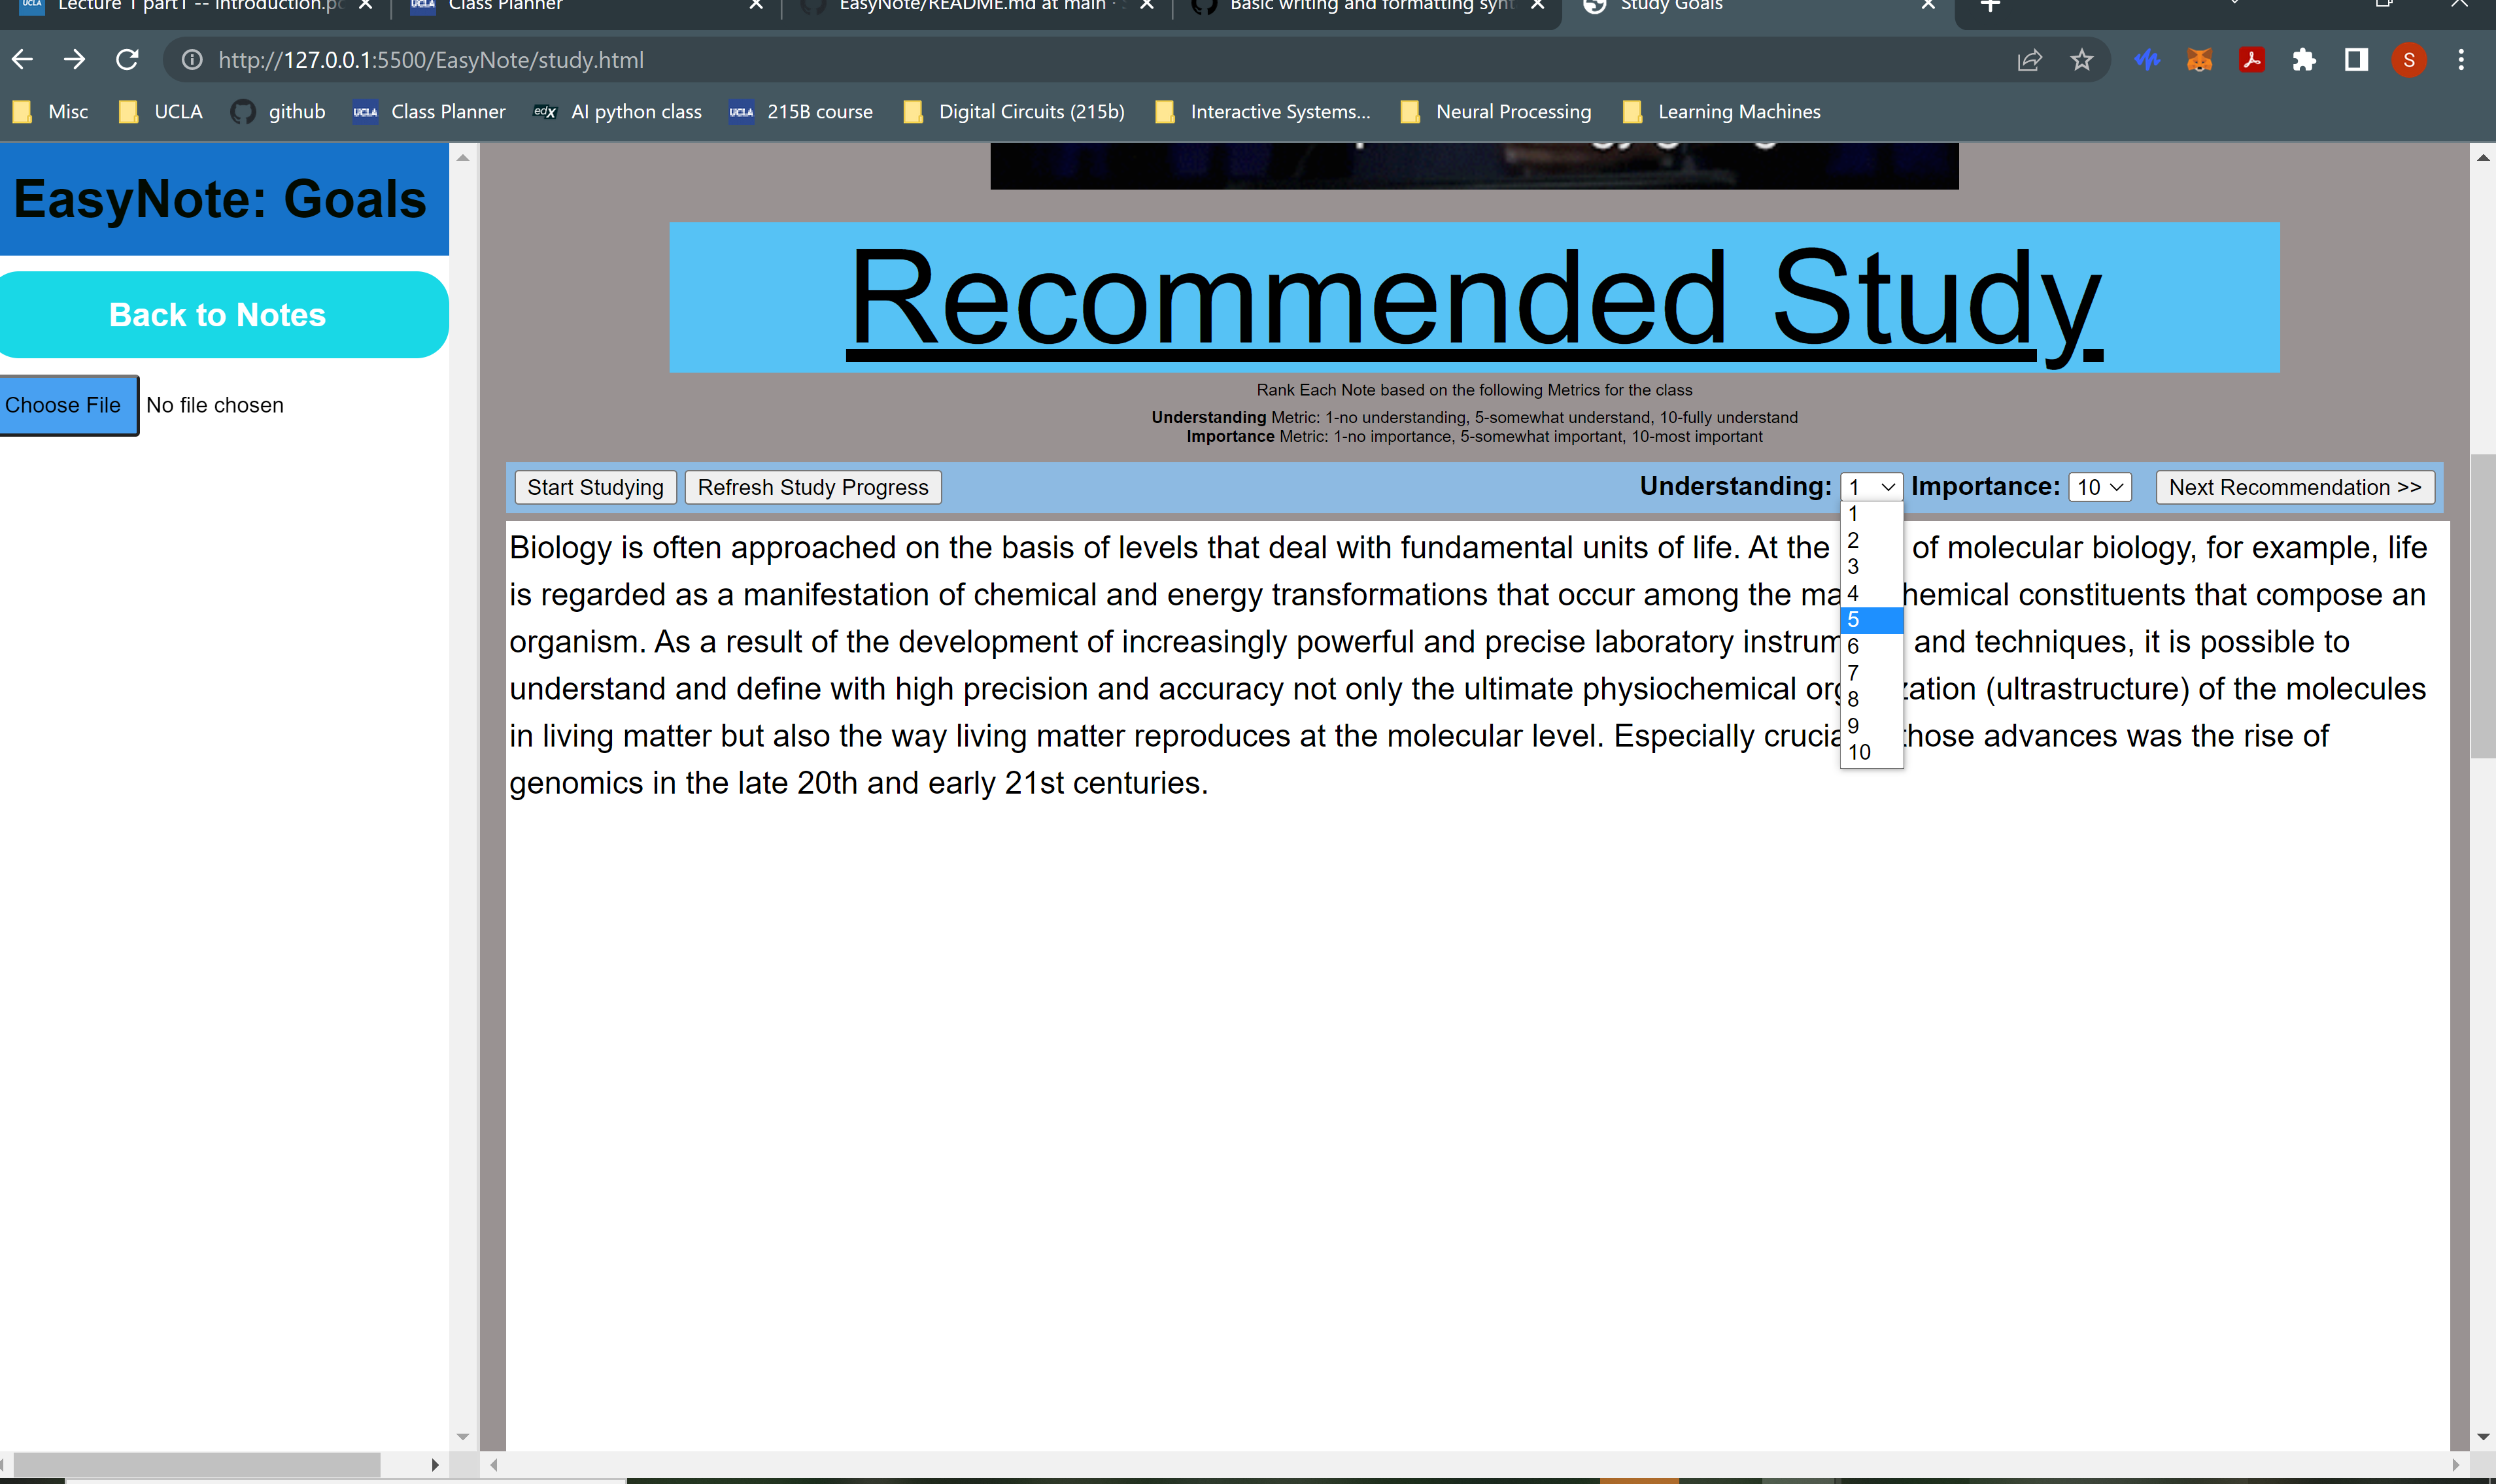 UCLA Lecture 1 part1 -- Introduction.pd
UCLA Class Planner
EasyNote/README.md at main ·
Basic writing and formatting synt
Study Goals
http://127.0.0.1:5500/EasyNote/study.html
S
Misc
UCLA
github
UCLA Class Planner
edX AI python class
UCLA 215B course
Digital Circuits (215b)
Interactive Systems...
Neural Processing
Learning Machines
EasyNote: Goals
Back to Notes
Choose File No file chosen
Recommended Study
Rank Each Note based on the following Metrics for the class
Understanding Metric: 1-no understanding, 5-somewhat understand, 10-fully understand
Importance Metric: 1-no importance, 5-somewhat important, 10-most important
Start Studying Refresh Study Progress Understanding: 1 Importance: 10 Next Recommendation >>
1
2
3
4
5
6
7
8
9
10
Biology is often approached on the basis of levels that deal with fundamental units of life. At the of molecular biology, for example, life
is regarded as a manifestation of chemical and energy transformations that occur among the ma hemical constituents that compose an
organism. As a result of the development of increasingly powerful and precise laboratory instrum and techniques, it is possible to
understand and define with high precision and accuracy not only the ultimate physiochemical org zation (ultrastructure) of the molecules
in living matter but also the way living matter reproduces at the molecular level. Especially crucia those advances was the rise of
genomics in the late 20th and early 21st centuries.